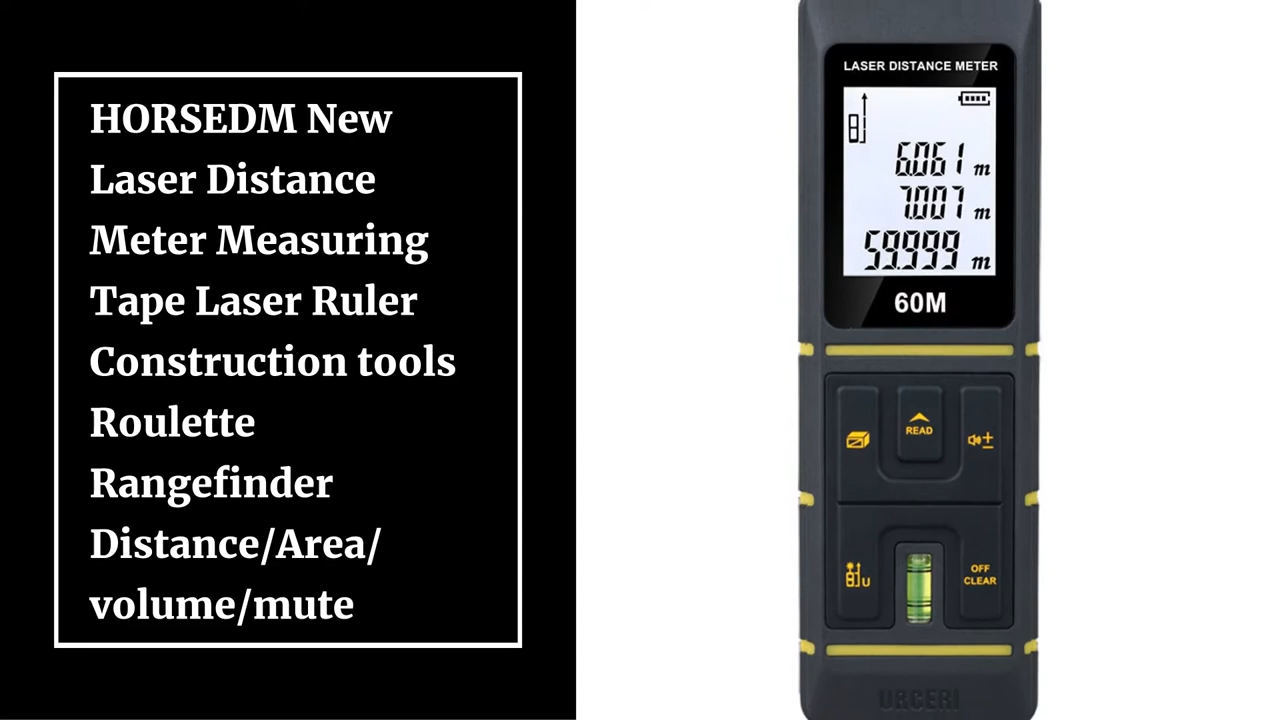 HORSEDM New
Laser Distance
Meter Measuring
Tape Laser Ruler
Construction tools
Roulette
Rangefinder
Distance/Area/
volume/mute
LASER DISTANCE METER
6.061 m
7.007 m
59.999 m
60M
READ
U
OFF
CLEAR
URCERI